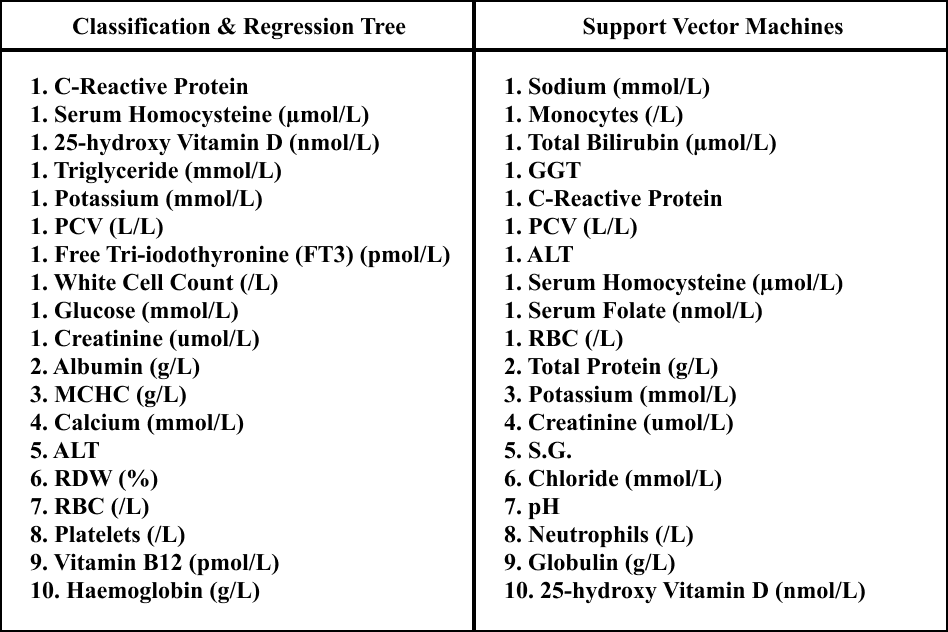 Classification & Regression Tree
1. C-Reactive Protein
1. Serum Homocysteine (µmol/L)
1. 25-hydroxy Vitamin D (nmol/L)
1. Triglyceride (mmol/L)
1. Potassium (mmol/L)
1. PCV (L/L)
1. Free Tri-iodothyronine (FT3) (pmol/L)
1. White Cell Count (/L)
1. Glucose (mmol/L)
1. Creatinine (umol/L)
2. Albumin (g/L)
3. MCHC (g/L)
4. Calcium (mmol/L)
5. ALT
6. RDW (%)
7. RBC (/L)
8. Platelets (/L)
9. Vitamin B12 (pmol/L)
10. Haemoglobin (g/L)
Support Vector Machines
1. Sodium (mmol/L)
1. Monocytes (/L)
1. Total Bilirubin (µmol/L)
1. GGT
1. C-Reactive Protein
1. PCV (L/L)
1. ALT
1. Serum Homocysteine (µmol/L)
1. Serum Folate (nmol/L)
1. RBC (/L)
2. Total Protein (g/L)
3. Potassium (mmol/L)
4. Creatinine (umol/L)
5. S.G.
6. Chloride (mmol/L)
7. pH
8. Neutrophils (/L)
9. Globulin (g/L)
10. 25-hydroxy Vitamin D (nmol/L)